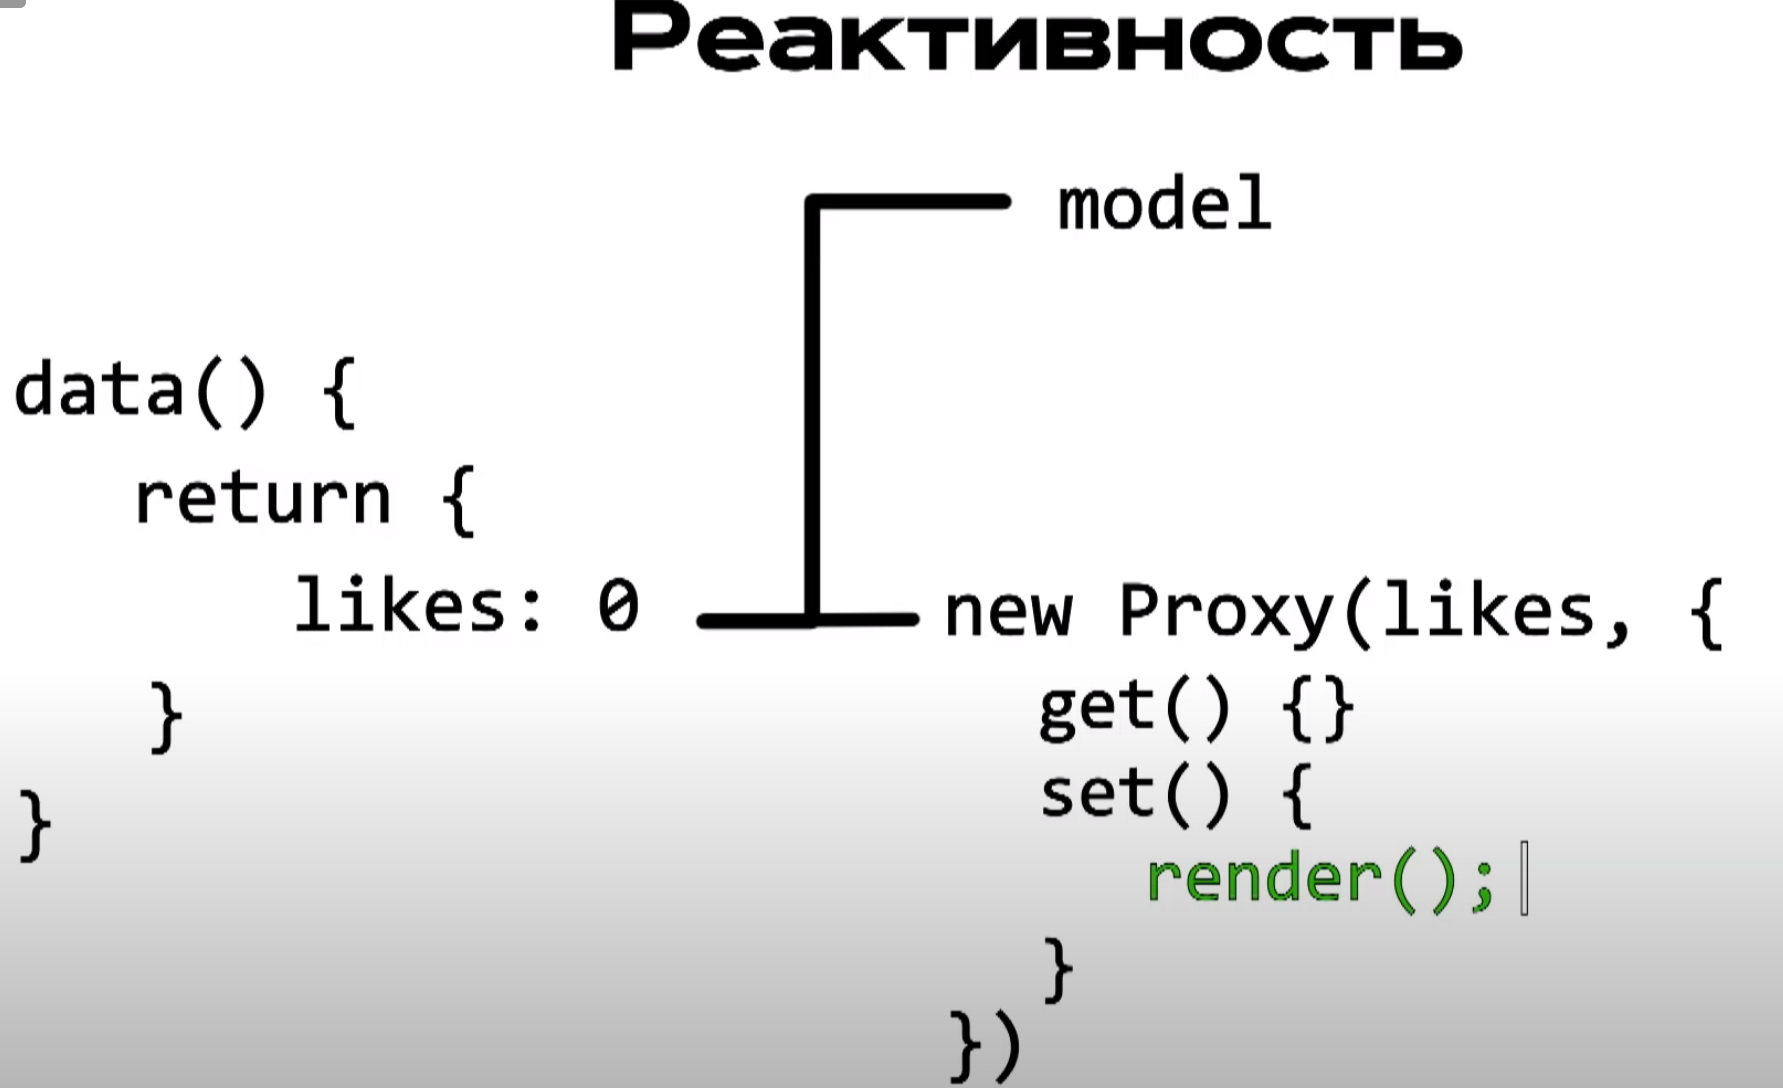 Реактивность
model
data() {
return {
likes: 0
}
}
new Proxy(likes, {
get() {}
set() {
render();
}
})